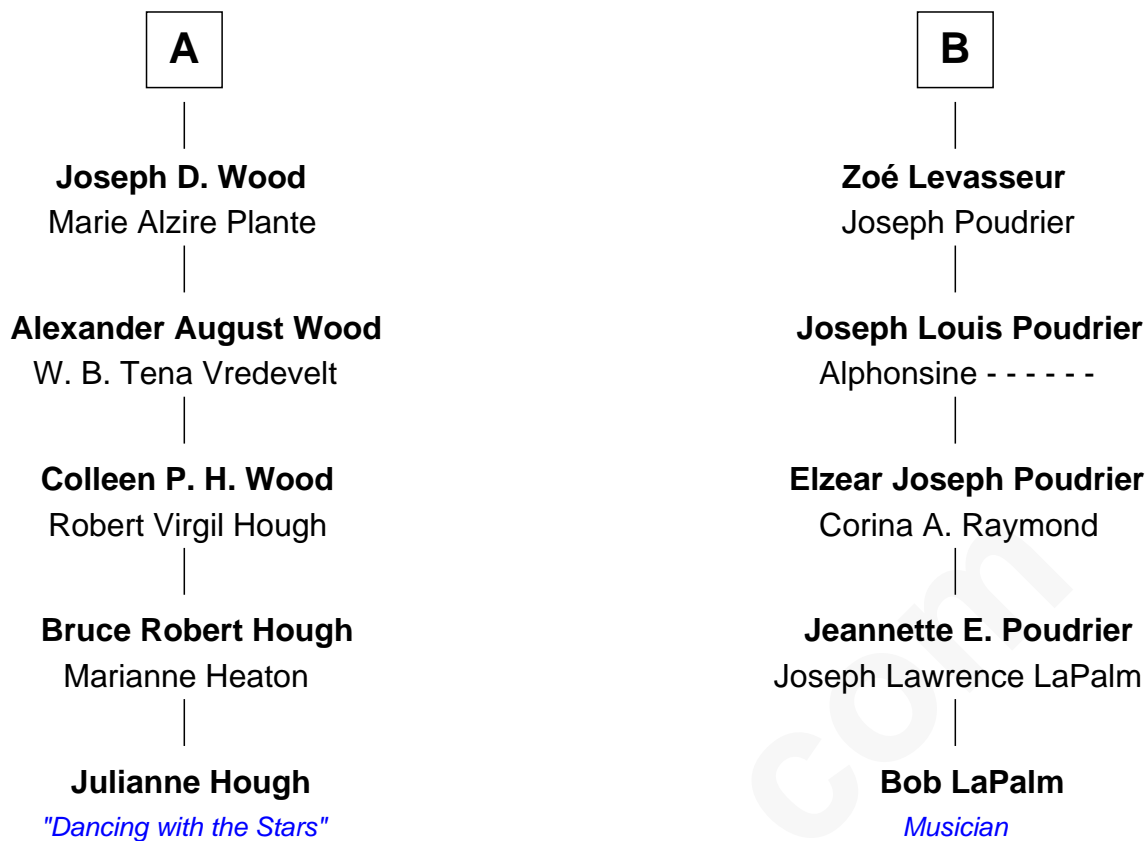 A
Joseph D. Wood
Marie Alzire Plante
Alexander August Wood
W. B. Tena Vredevelt
Colleen P. H. Wood
Robert Virgil Hough
Bruce Robert Hough
Marianne Heaton
Julianne Hough
"Dancing with the Stars"
B
Zoé Levasseur
Joseph Poudrier
Joseph Louis Poudrier
Alphonsine - - - - - -
Elzear Joseph Poudrier
Corina A. Raymond
Jeannette E. Poudrier
Joseph Lawrence LaPalm
Bob LaPalm
Musician
com